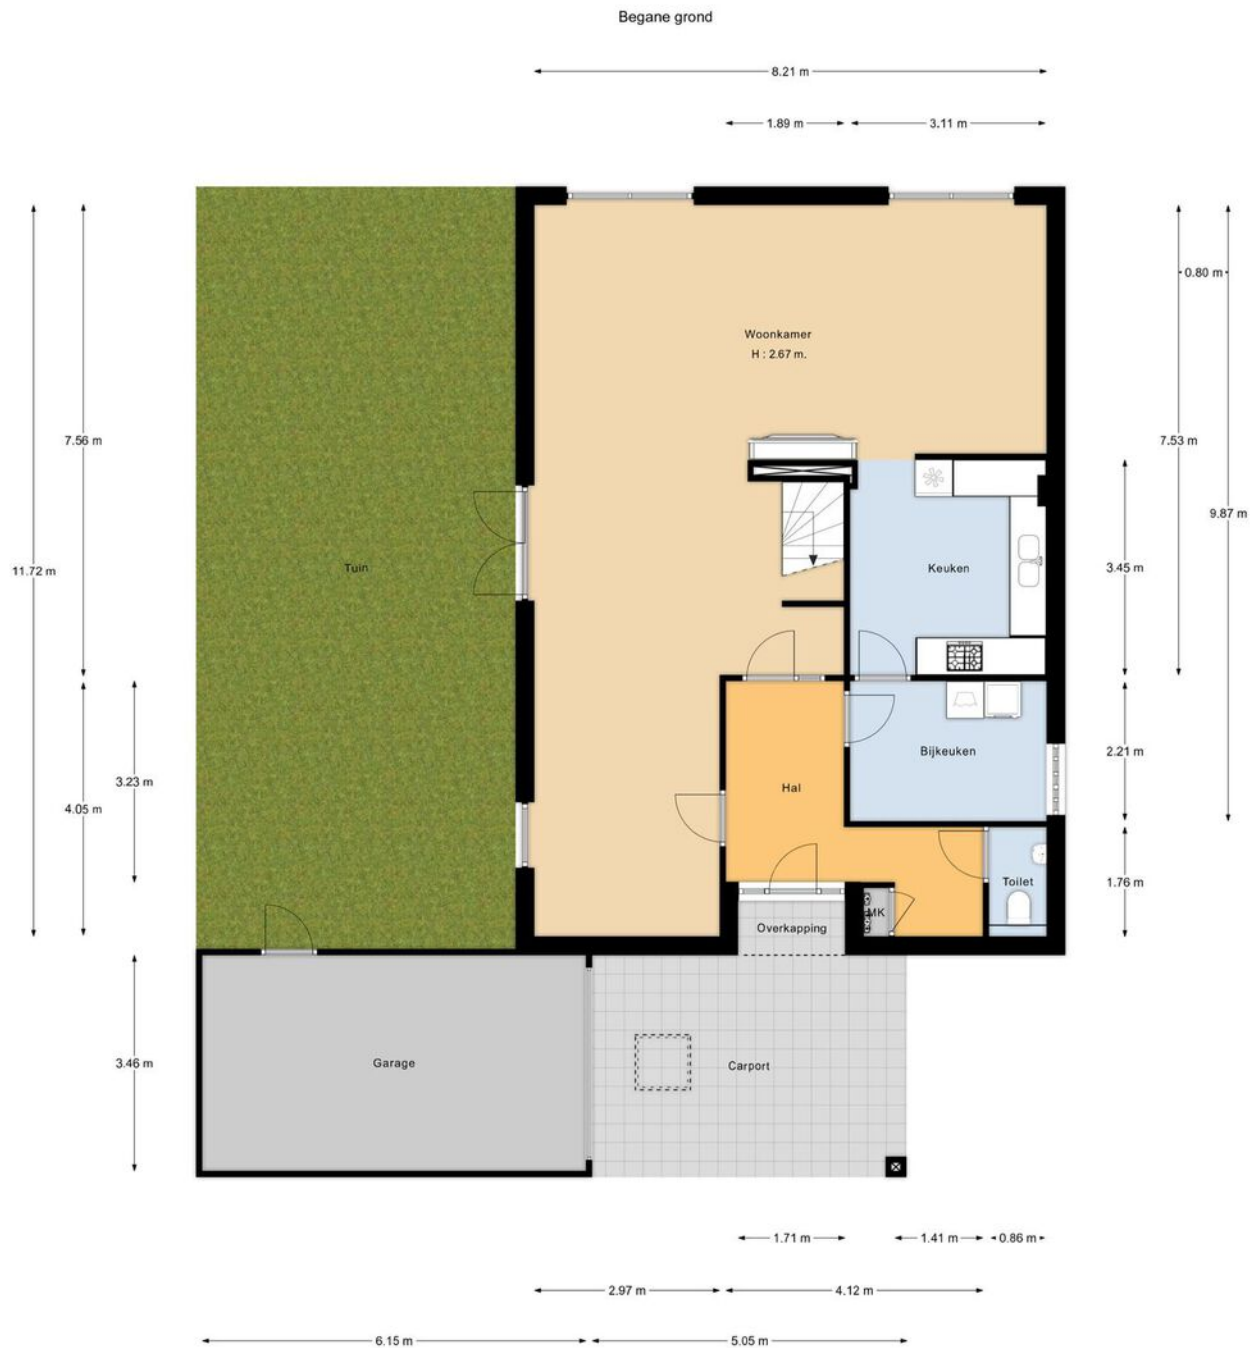 Begane grond
8.21 m
1.89 m
3.11 m
0.80 m
Woonkamer
H : 2.67 m.
7.56 m
7.53 m
9.87 m
11.72 m
Tuin
Keuken
3.45 m
Bijkeuken
2.21 m
3.23 m
Hal
4.05 m
Toilet
1.76 m
MK
Overkapping
3.46 m
Garage
Carport
1.71 m
1.41 m
0.86 m
2.97 m
4.12 m
6.15 m
5.05 m